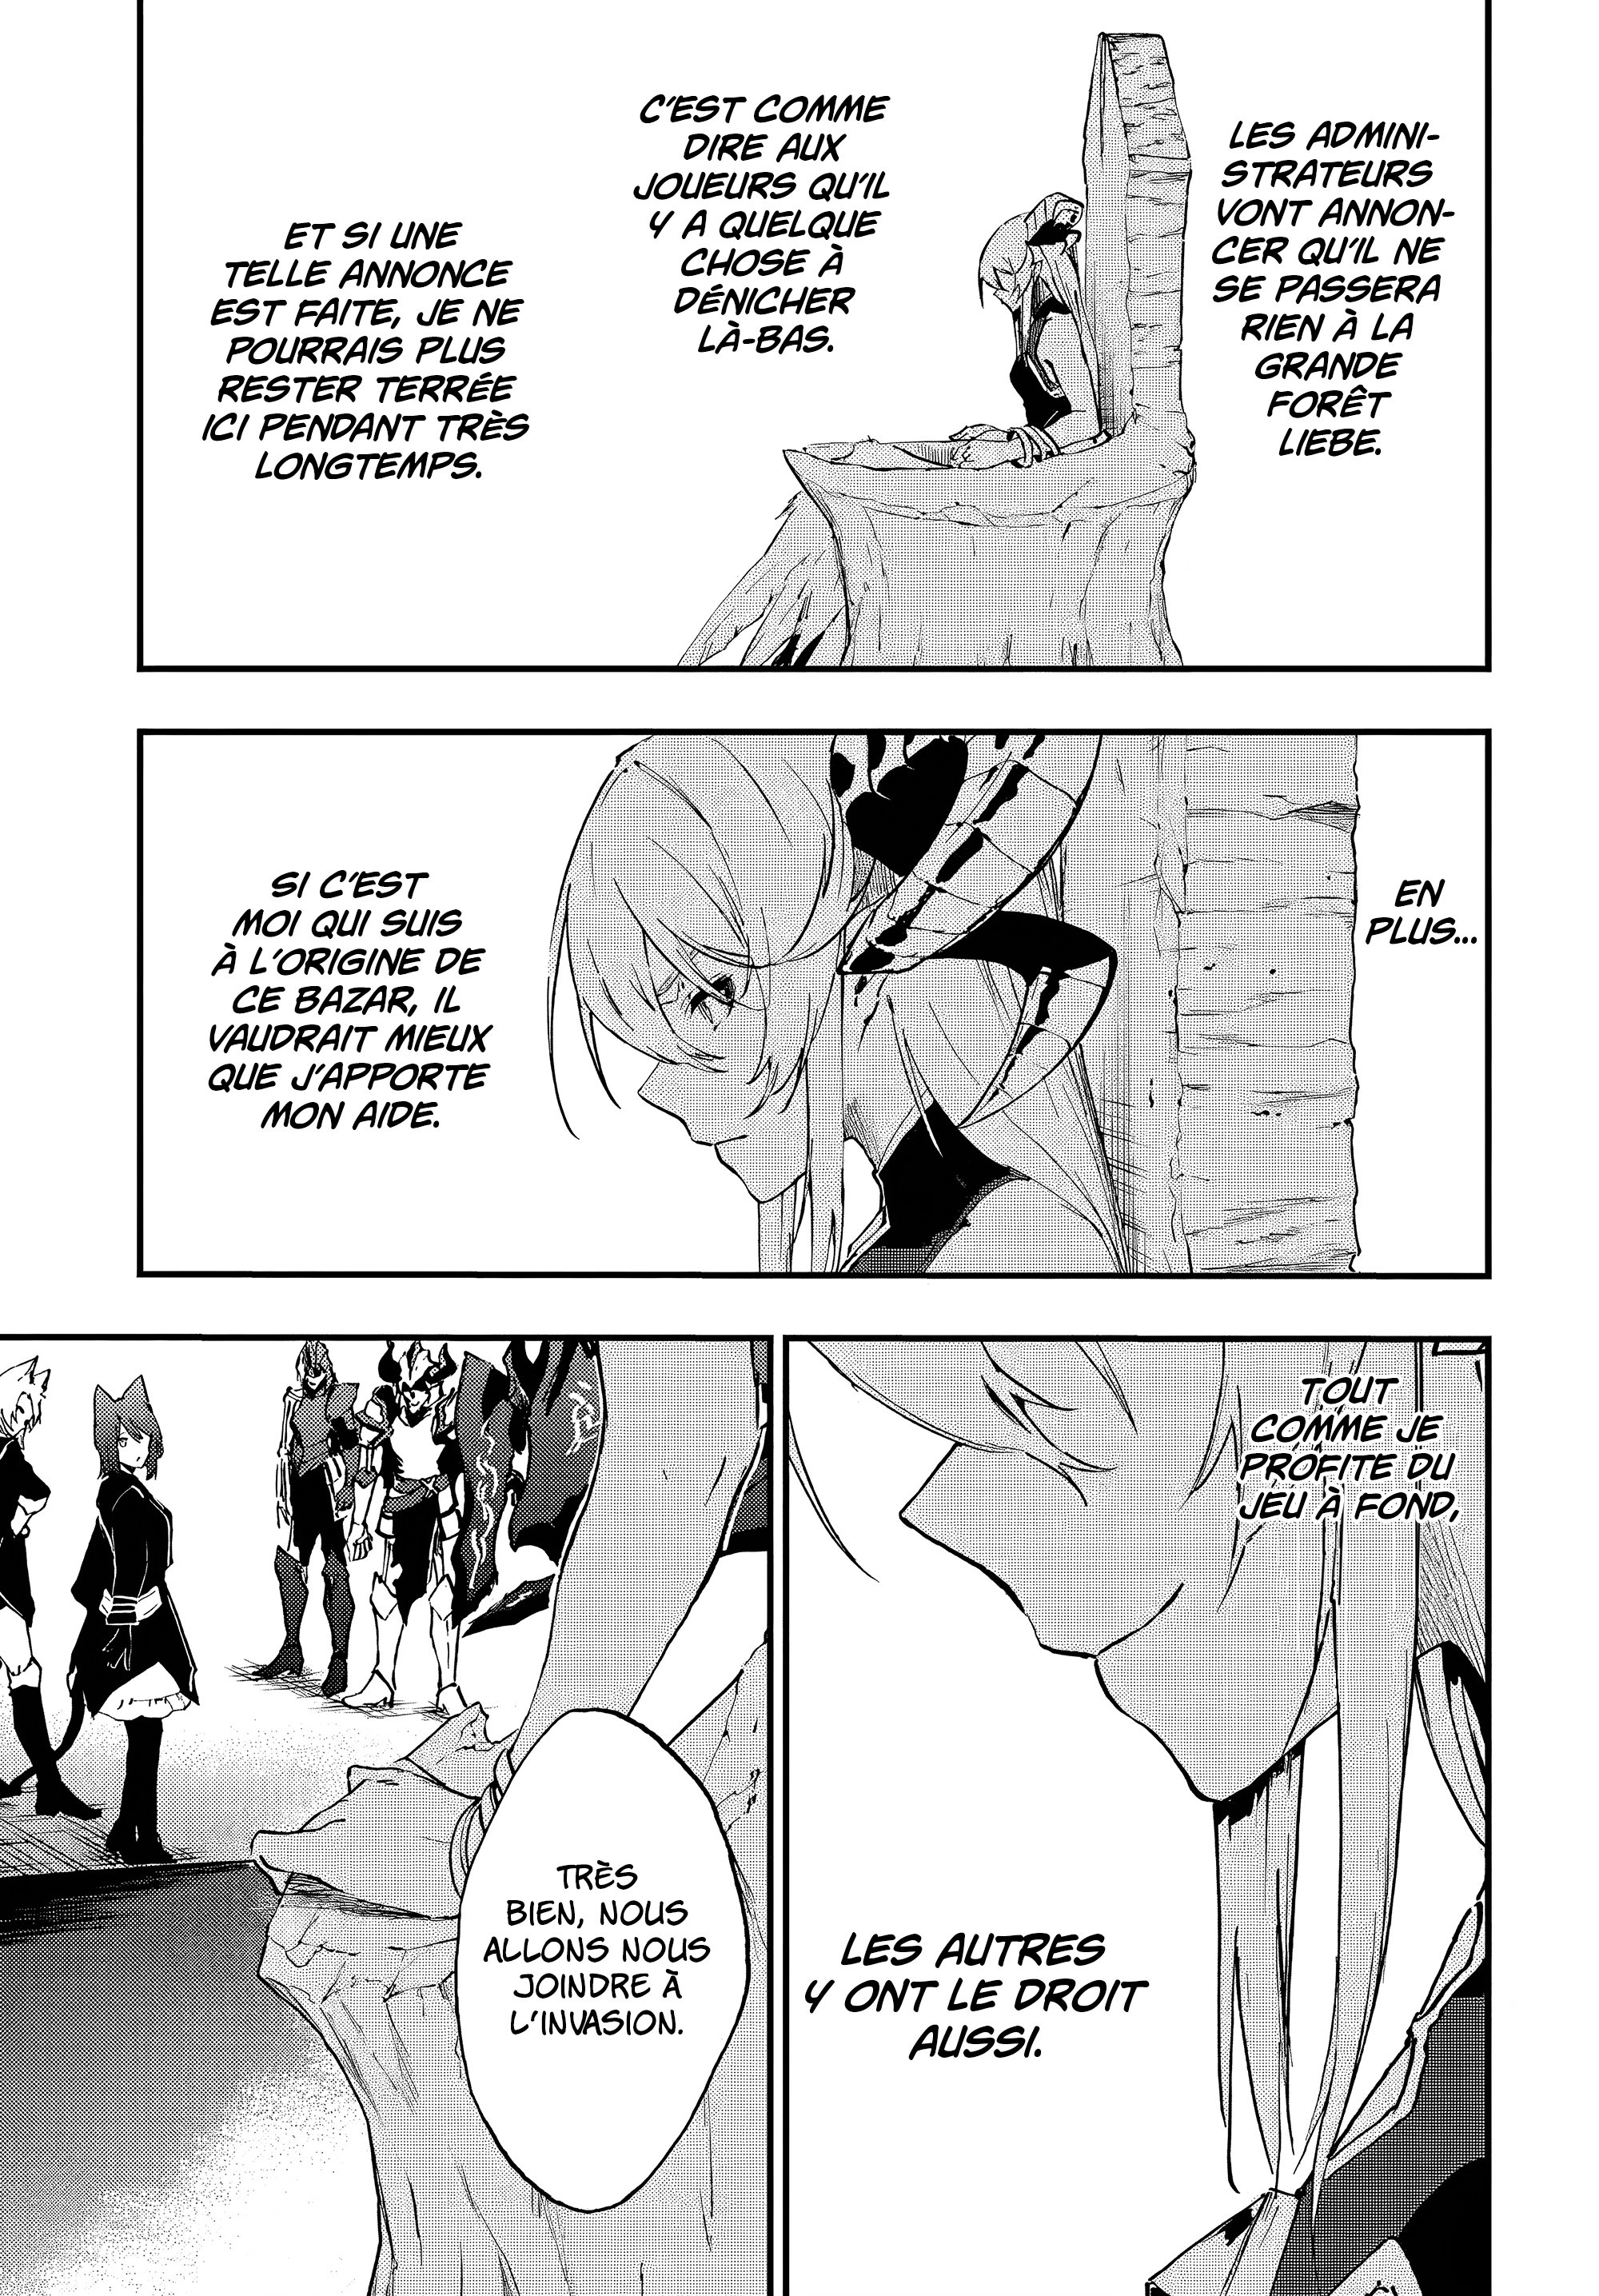 LES ADMINI-
STRATEURS
VONT ANNON-
CER QU'IL NE
SE PASSERA
RIEN À LA
GRANDE
FORÊT
LIEBE.
C'EST COMME
DIRE AUX
JOUEURS QU'IL
Y A QUELQUE
CHOSE À
DÉNICHER
LÀ-BAS.
ET SI UNE
TELLE ANNONCE
EST FAITE, JE NE
POURRAIS PLUS
RESTER TERRÉE
ICI PENDANT TRÈS
LONGTEMPS.
EN
PLUS...
SI C'EST
MOI QUI SUIS
À L'ORIGINE DE
CE BAZAR, IL
VAUDRAIT MIEUX
QUE J'APPORTE
MON AIDE.
TOUT
COMME JE
PROFITE DU
JEU À FOND,
LES AUTRES
Y ONT LE DROIT
AUSSI.
TRÈS
BIEN, NOUS
ALLONS NOUS
JOINDRE À
L'INVASION.